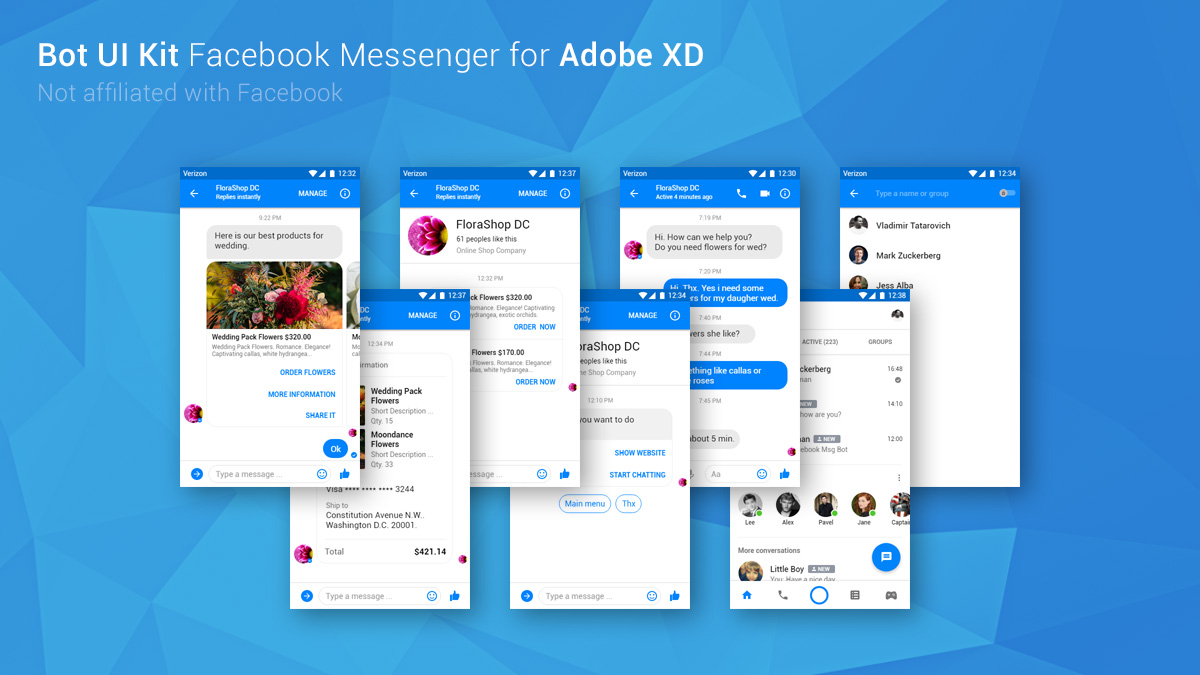 Bot UI Kit Facebook Messenger for Adobe XD
Not affiliated with Facebook
Verizon 12:32
FloraShop DC
Replies instantly
MANAGE
9:22 PM
Here is our best products for
wedding.
Wedding Pack Flowers $320.00
Wedding Pack Flowers. Romance. Elegance!
Captivating callas, white hydrangea...
ORDER FLOWERS
MORE INFORMATION
SHARE IT
Ok
Type a message ...
Verizon 12:37
FloraShop DC
Replies instantly
MANAGE
FloraShop DC
61 peoples like this
Online Shop Company
12:32 PM
ck Flowers $320.00
k Flowers. Romance. Elegance! Captivating
hydrangea, exotic orchids.
ORDER NOW
Flowers $170.00
Flowers. Romance. Elegance!
callas, white hydrangea...
ORDER NOW
ssage ...
Verizon 12:30
FloraShop DC
Active 4 minutes ago
7:19 PM
Hi. How can we help you?
Do you need flowers for wed?
7:20 PM
Hi, Thx. Yes i need some
ers for my daugher wed.
7:40 PM
wers she like?
7:44 PM
ething like callas or
roses
7:45 PM
about 5 min.
Aa
Verizon 12:34
Type a name or group
Vladimir Tatarovich
Mark Zuckerberg
Jess Alba
12:37
DC
ntly
MANAGE
12:34 PM
rmation
Wedding Pack
Flowers
Short Description ...
Qty. 15
Moondance
Flowers
Short Description ...
Qty. 33
Visa •••• •••• •••• 3244
Ship to
Constitution Avenue N.W..
Washington D.C. 20001.
Total $421.14
Type a message ...
12:34
DC
ntly
MANAGE
oraShop DC
peoples like this
ne Shop Company
12:10 PM
you want to do
SHOW WEBSITE
START CHATTING
Main menu
Thx
Type a message ...
12:38
ACTIVE (223) GROUPS
ckerberg 16:48
man
NEW 14:10
how are you?
man NEW 12:00
ebook Msg Bot
Lee Alex Pavel Jane Captai
More conversations
Little Boy NEW
You: Have a nice day